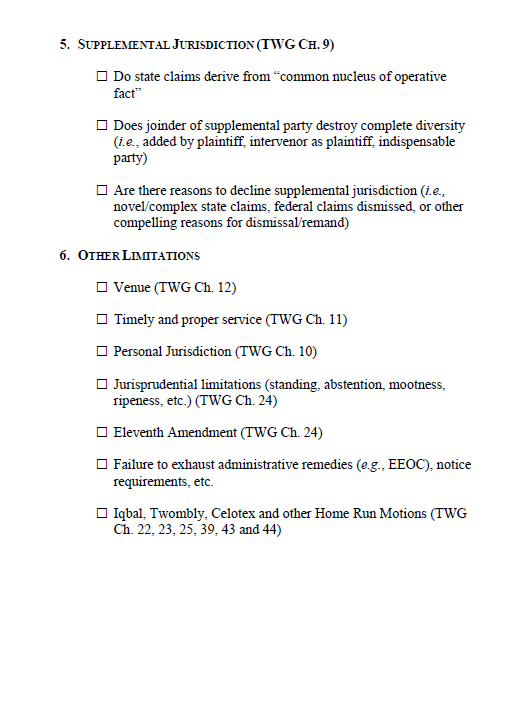 5. SUPPLEMENTAL JURISDICTION (TWG CH. 9)
☐ Do state claims derive from “common nucleus of operative
fact”
☐ Does joinder of supplemental party destroy complete diversity
(i.e., added by plaintiff, intervenor as plaintiff, indispensable
party)
☐ Are there reasons to decline supplemental jurisdiction (i.e.,
novel/complex state claims, federal claims dismissed, or other
compelling reasons for dismissal/remand)
6. OTHER LIMITATIONS
☐ Venue (TWG Ch. 12)
☐ Timely and proper service (TWG Ch. 11)
☐ Personal Jurisdiction (TWG Ch. 10)
☐ Jurisprudential limitations (standing, abstention, mootness,
ripeness, etc.) (TWG Ch. 24)
☐ Eleventh Amendment (TWG Ch. 24)
☐ Failure to exhaust administrative remedies (e.g., EEOC), notice
requirements, etc.
☐ Iqbal, Twombly, Celotex and other Home Run Motions (TWG
Ch. 22, 23, 25, 39, 43 and 44)